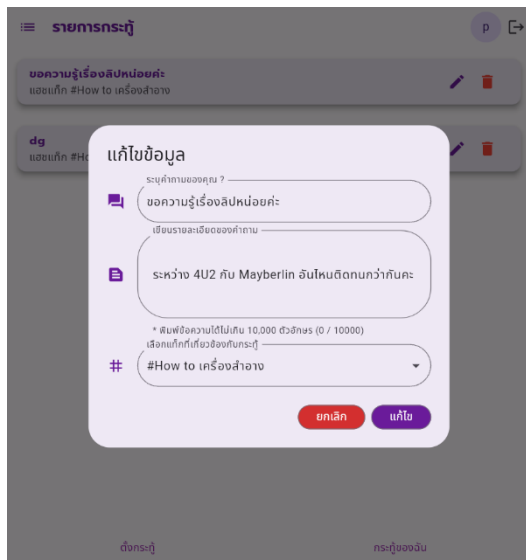 รายการกระทู้
p
ขอความรู้เรื่องลิปหน่อยค่ะ
แฮชแท็ก #How to เครื่องสำอาง
dg
แฮชแท็ก #Ho
แก้ไขข้อมูล
ระบุคำถามของคุณ ?
ขอความรู้เรื่องลิปหน่อยค่ะ
เขียนรายละเอียดของคำถาม
ระหว่าง 4U2 กับ Mayberlin อันไหนติดทนกว่ากันคะ
* พิมพ์ข้อความได้ไม่เกิน 10,000 ตัวอักษร (0 / 10000)
เลือกแท็กที่เกี่ยวข้องกับกระทู้
#How to เครื่องสำอาง
ยกเลิก แก้ไข
ตั้งกระทู้ กระทู้ของฉัน